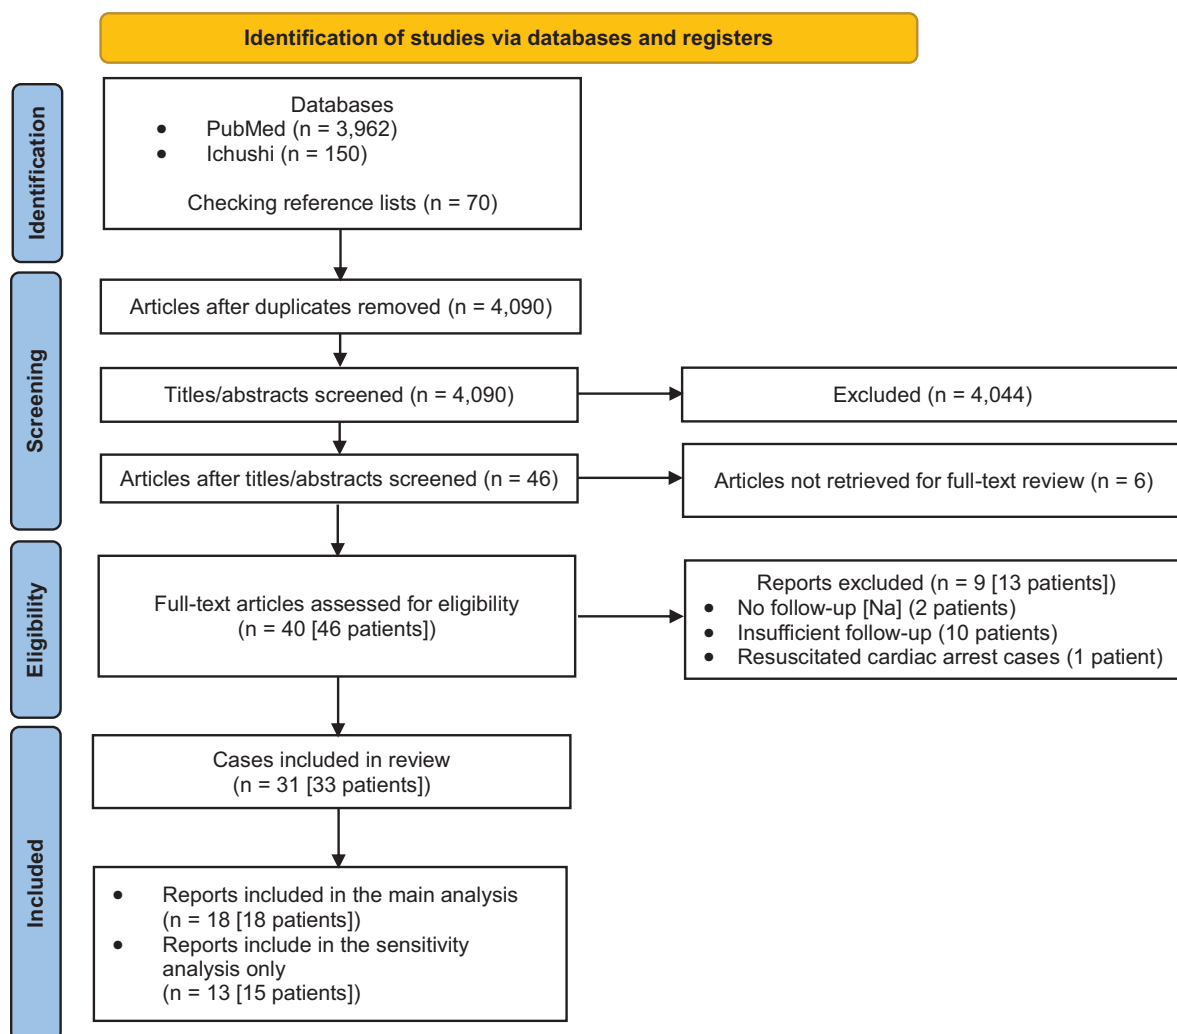 Identification of studies via databases and registers
Identification
Databases
• PubMed (n = 3,962)
• Ichushi (n = 150)
Checking reference lists (n = 70)
Screening
Articles after duplicates removed (n = 4,090)
Titles/abstracts screened (n = 4,090)
Excluded (n = 4,044)
Articles after titles/abstracts screened (n = 46)
Articles not retrieved for full-text review (n = 6)
Eligibility
Full-text articles assessed for eligibility
(n = 40 [46 patients])
Reports excluded (n = 9 [13 patients])
• No follow-up [Na] (2 patients)
• Insufficient follow-up (10 patients)
• Resuscitated cardiac arrest cases (1 patient)
Included
Cases included in review
(n = 31 [33 patients])
• Reports included in the main analysis
(n = 18 [18 patients])
• Reports include in the sensitivity
analysis only
(n = 13 [15 patients])